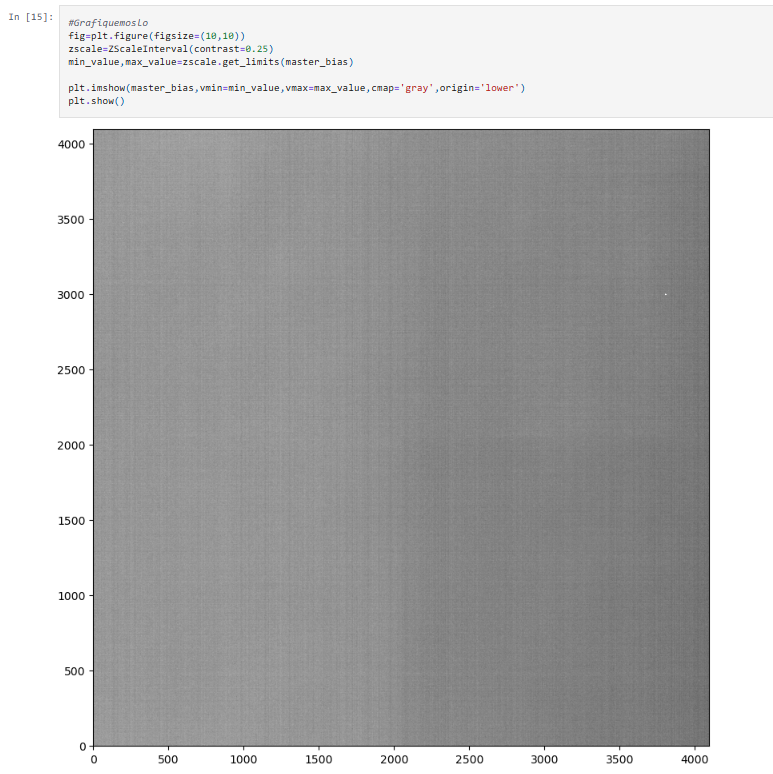 In [15]:
#Grafiquemoslo
fig=plt.figure(figsize=(10,10))
zscale=ZScaleInterval(contrast=0.25)
min_value,max_value=zscale.get_limits(master_bias)
plt.imshow(master_bias,vmin=min_value,vmax=max_value,cmap='gray',origin='lower')
plt.show()
4000
3500
3000
2500
2000
1500
1000
500
0
0 500 1000 1500 2000 2500 3000 3500 4000